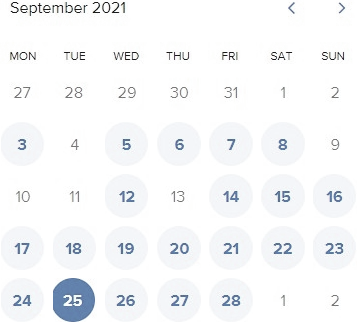 September 2021
MON TUE WED THU FRI SAT SUN
27 28 29 30 31 1 2
3 4 5 6 7 8 9
10 11 12 13 14 15 16
17 18 19 20 21 22 23
24 25 26 27 28 1 2